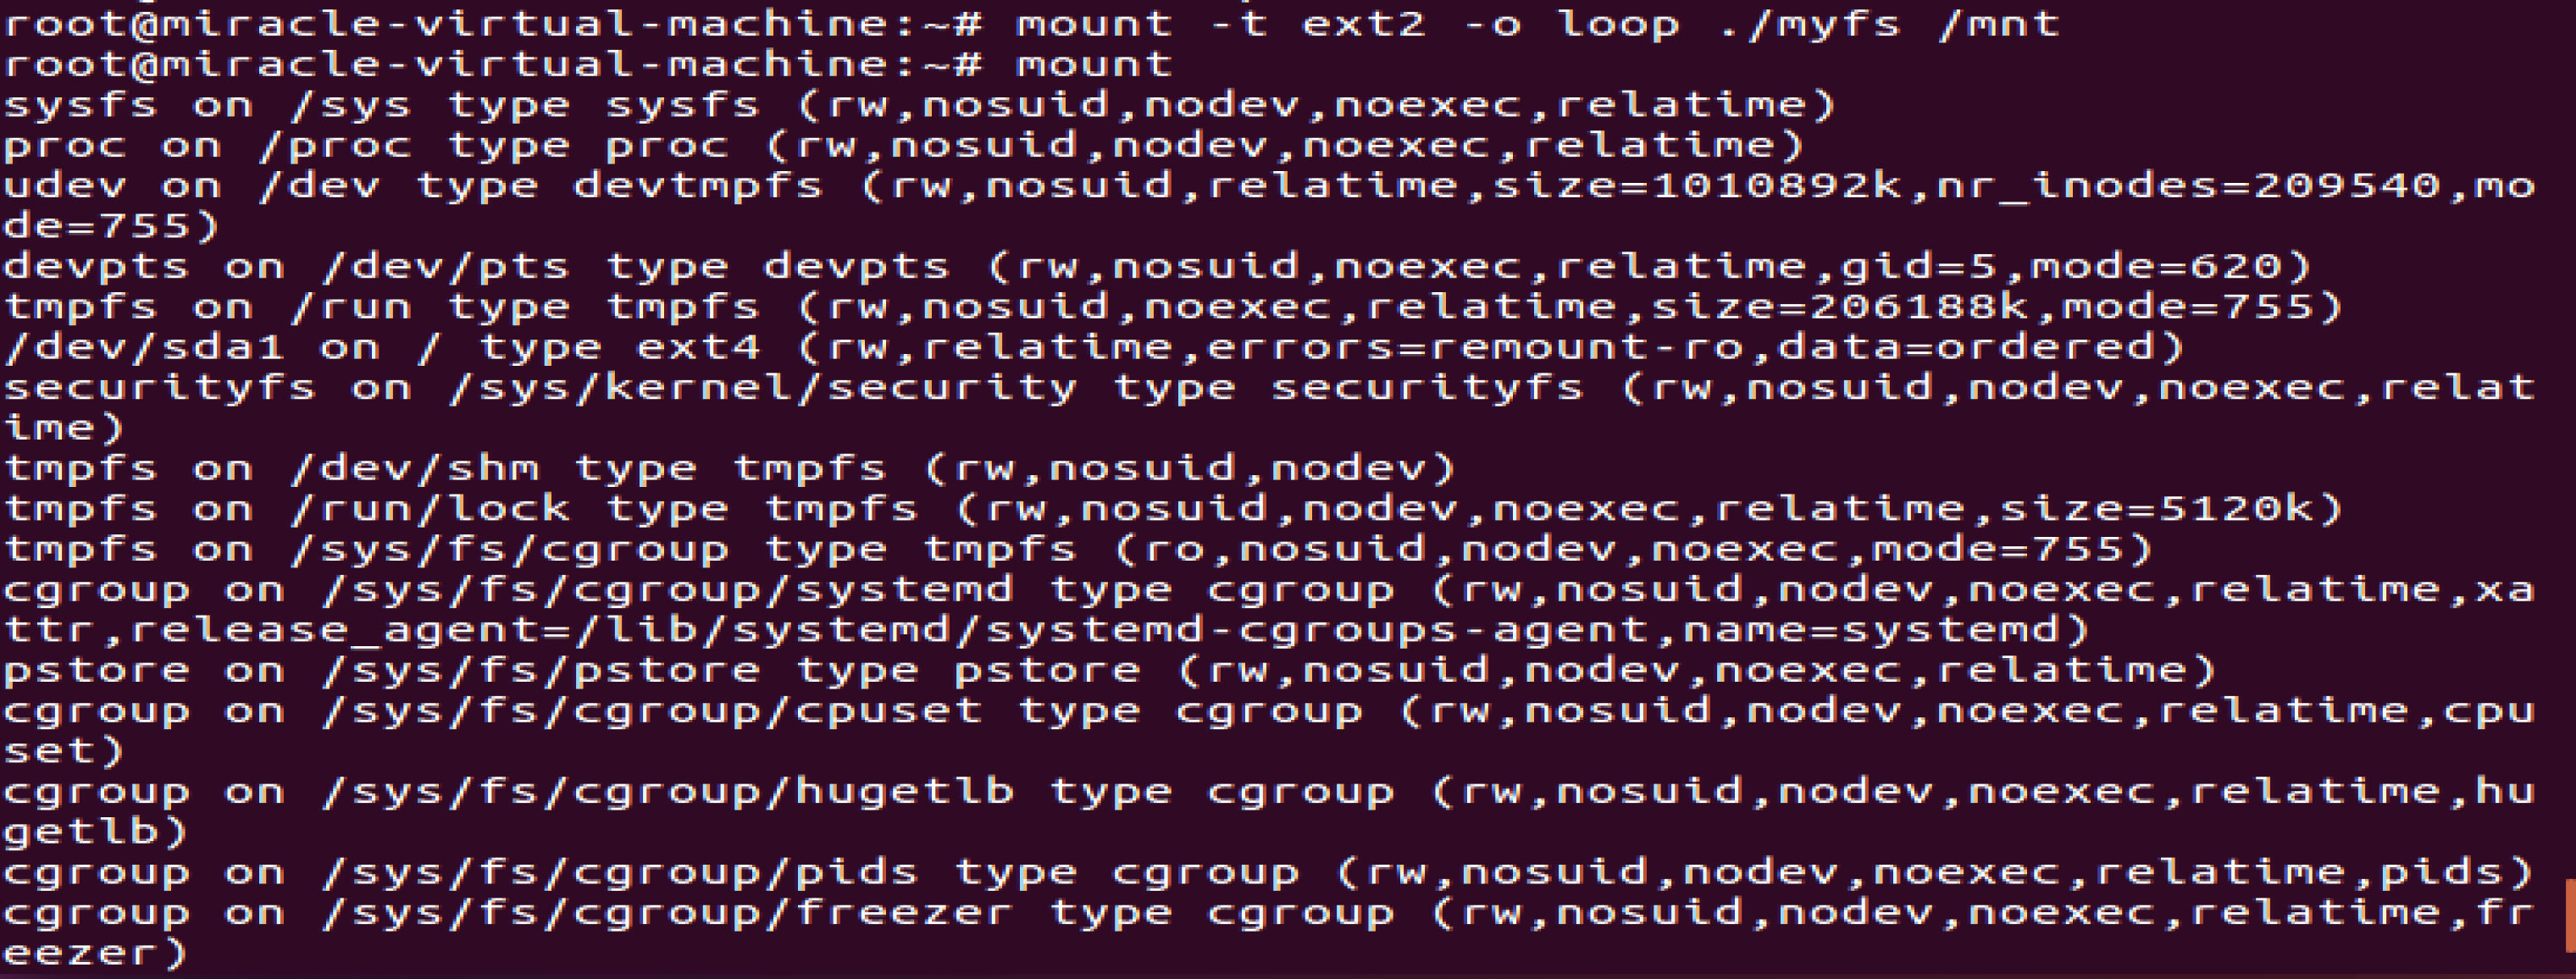 root@miracle-virtual-machine:~# mount -t ext2 -o loop ./myfs /mnt
root@miracle-virtual-machine:~# mount
sysfs on /sys type sysfs (rw,nosuid,nodev,noexec,relatime)
proc on /proc type proc (rw,nosuid,nodev,noexec,relatime)
udev on /dev type devtmpfs (rw,nosuid,relatime,size=1010892k,nr_inodes=209540,mo
de=755)
devpts on /dev/pts type devpts (rw,nosuid,noexec,relatime,gid=5,mode=620)
tmpfs on /run type tmpfs (rw,nosuid,noexec,relatime,size=206188k,mode=755)
/dev/sda1 on / type ext4 (rw,relatime,errors=remount-ro,data=ordered)
securityfs on /sys/kernel/security type securityfs (rw,nosuid,nodev,noexec,relat
ime)
tmpfs on /dev/shm type tmpfs (rw,nosuid,nodev)
tmpfs on /run/lock type tmpfs (rw,nosuid,nodev,noexec,relatime,size=5120k)
tmpfs on /sys/fs/cgroup type tmpfs (ro,nosuid,nodev,noexec,mode=755)
cgroup on /sys/fs/cgroup/systemd type cgroup (rw,nosuid,nodev,noexec,relatime,xa
ttr,release_agent=/lib/systemd/systemd-cgroups-agent,name=systemd)
pstore on /sys/fs/pstore type pstore (rw,nosuid,nodev,noexec,relatime)
cgroup on /sys/fs/cgroup/cpuset type cgroup (rw,nosuid,nodev,noexec,relatime,cpu
set)
cgroup on /sys/fs/cgroup/hugetlb type cgroup (rw,nosuid,nodev,noexec,relatime,hu
getlb)
cgroup on /sys/fs/cgroup/pids type cgroup (rw,nosuid,nodev,noexec,relatime,pids)
cgroup on /sys/fs/cgroup/freezer type cgroup (rw,nosuid,nodev,noexec,relatime,fr
eezer)